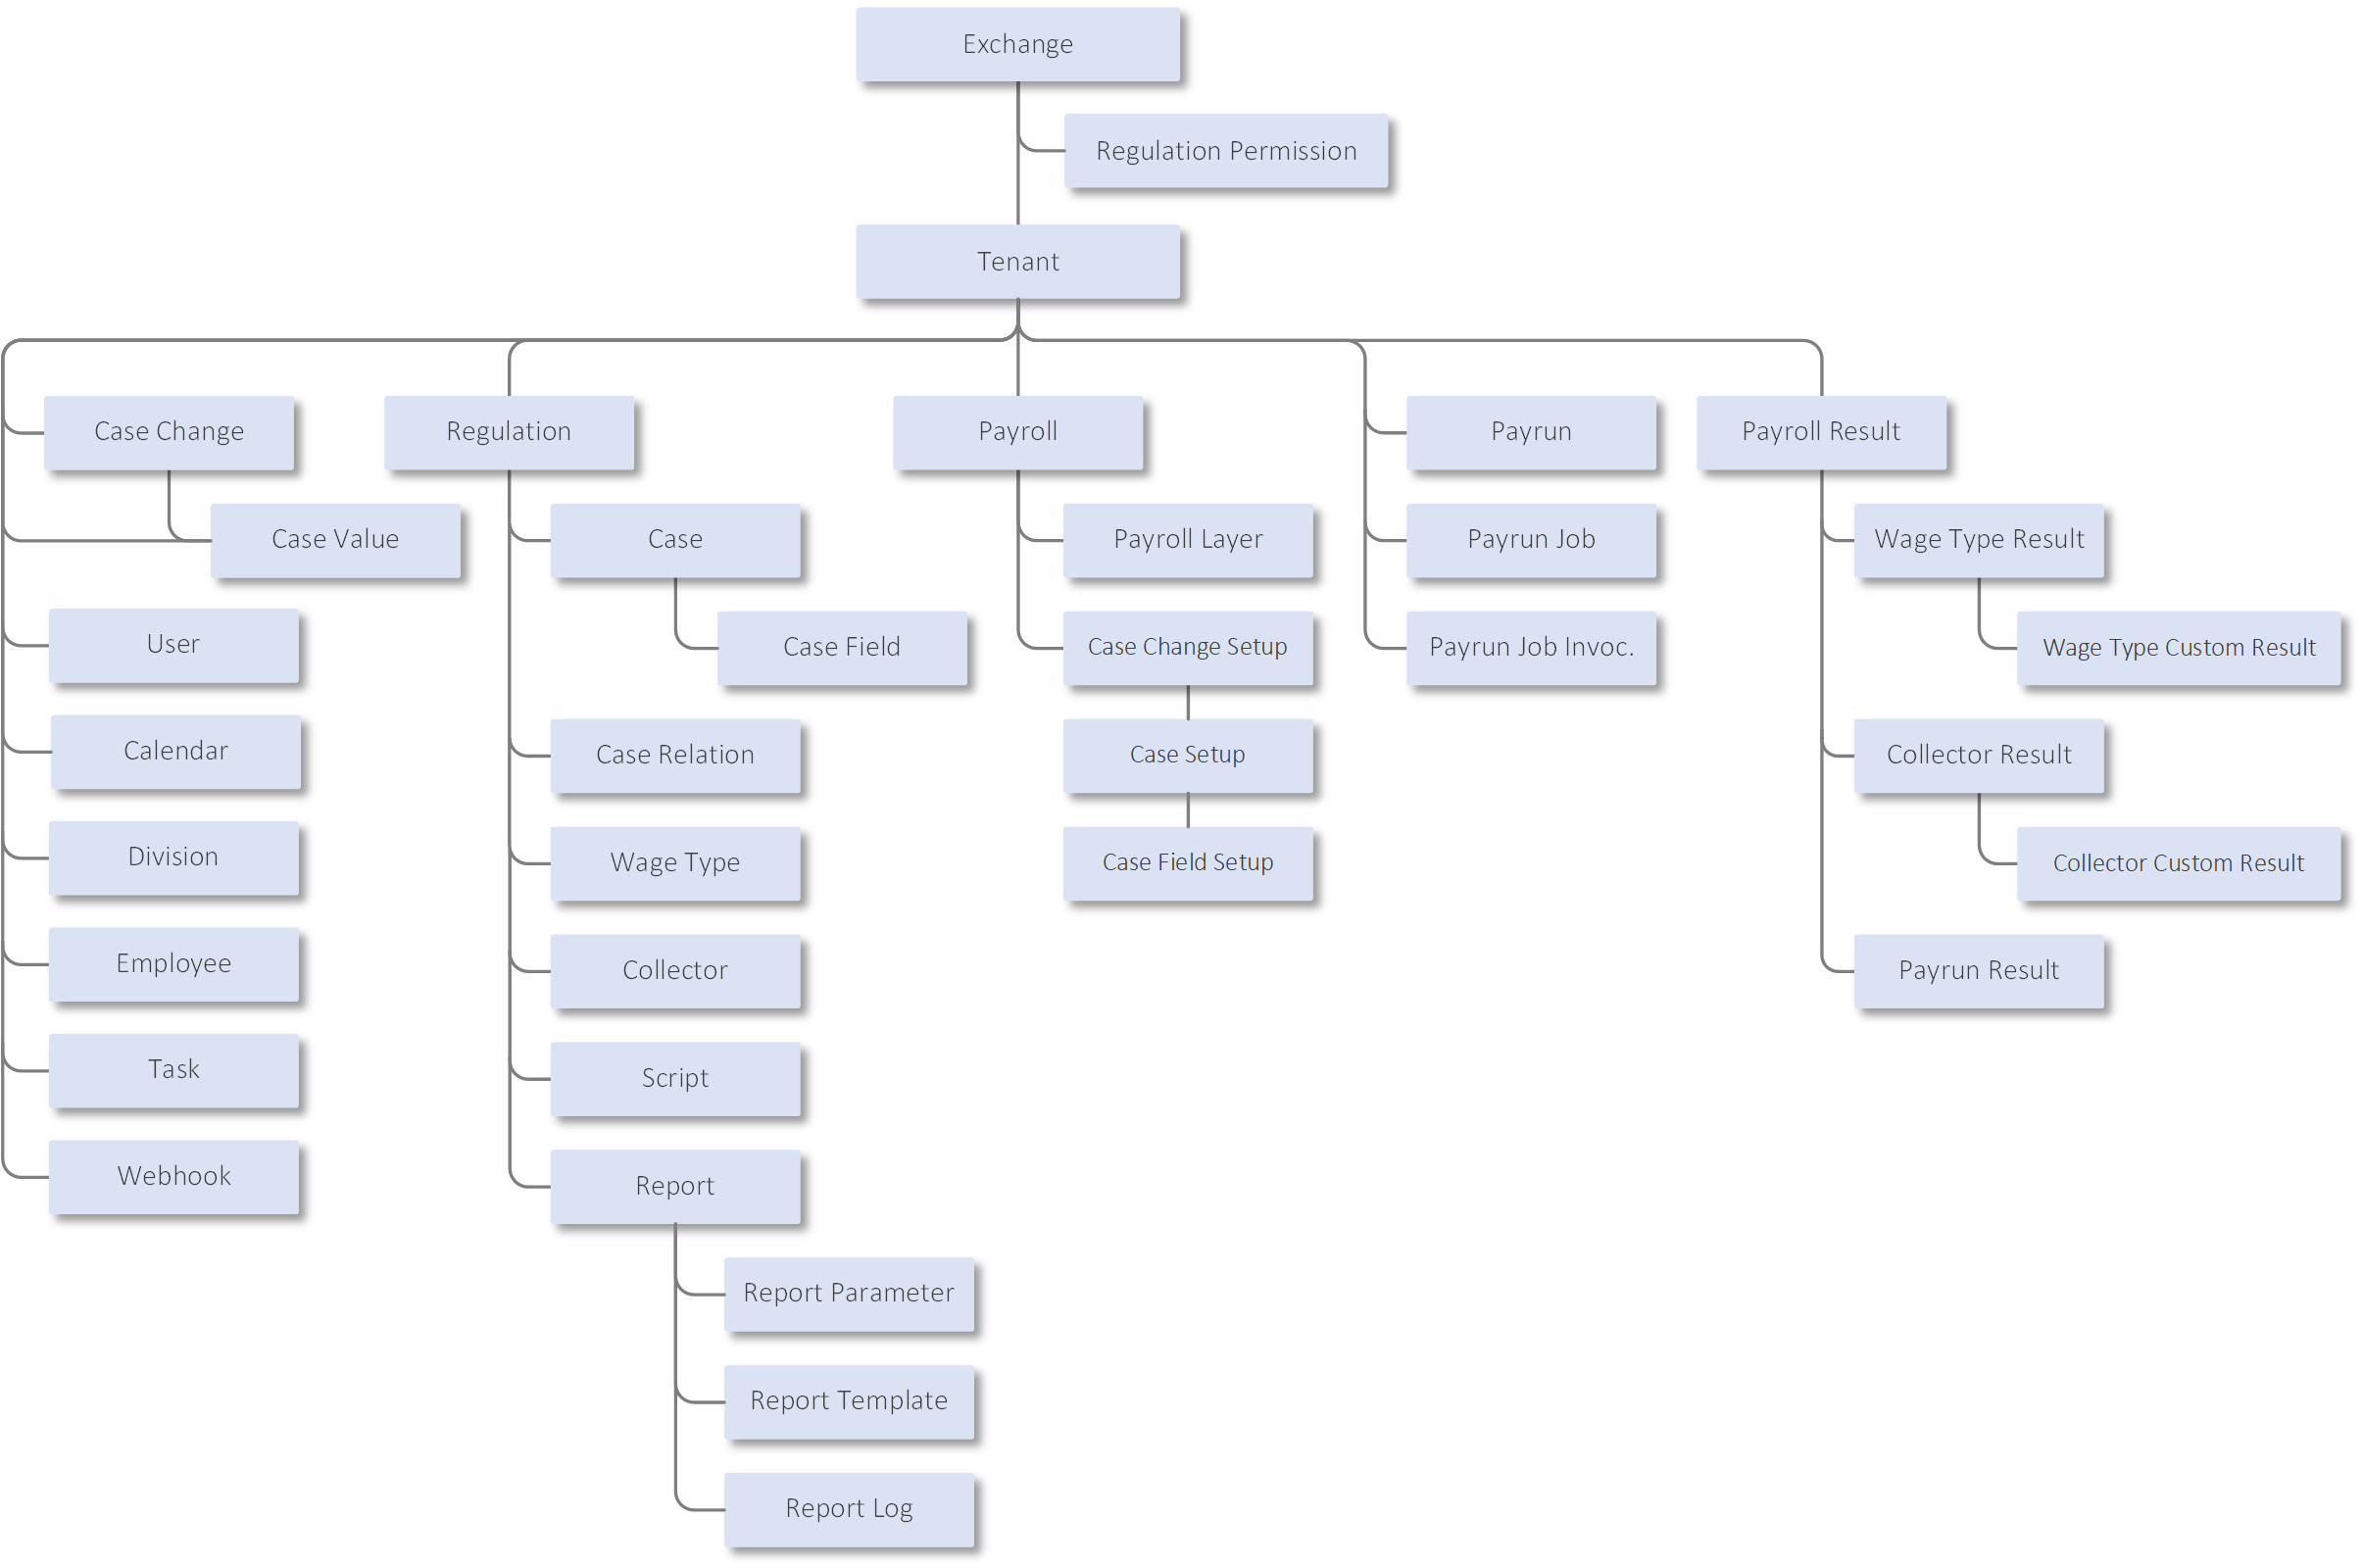 Exchange
Regulation Permission
Tenant
Case Change
Regulation
Payroll
Payrun
Payroll Result
Case Value
Case
Payroll Layer
Payrun Job
Wage Type Result
User
Case Field
Case Change Setup
Payrun Job Invoc.
Wage Type Custom Result
Calendar
Case Relation
Case Setup
Collector Result
Division
Wage Type
Case Field Setup
Collector Custom Result
Employee
Collector
Payrun Result
Task
Script
Webhook
Report
Report Parameter
Report Template
Report Log